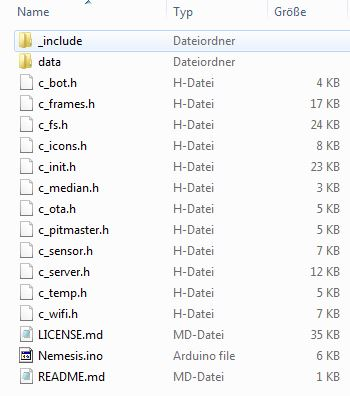 Name Typ Größe
_include Dateiordner
data Dateiordner
c_bot.h H-Datei 4 KB
c_frames.h H-Datei 17 KB
c_fs.h H-Datei 24 KB
c_icons.h H-Datei 8 KB
c_init.h H-Datei 23 KB
c_median.h H-Datei 3 KB
c_ota.h H-Datei 5 KB
c_pitmaster.h H-Datei 5 KB
c_sensor.h H-Datei 7 KB
c_server.h H-Datei 12 KB
c_temp.h H-Datei 5 KB
c_wifi.h H-Datei 7 KB
LICENSE.md MD-Datei 35 KB
Nemesis.ino Arduino file 6 KB
README.md MD-Datei 1 KB